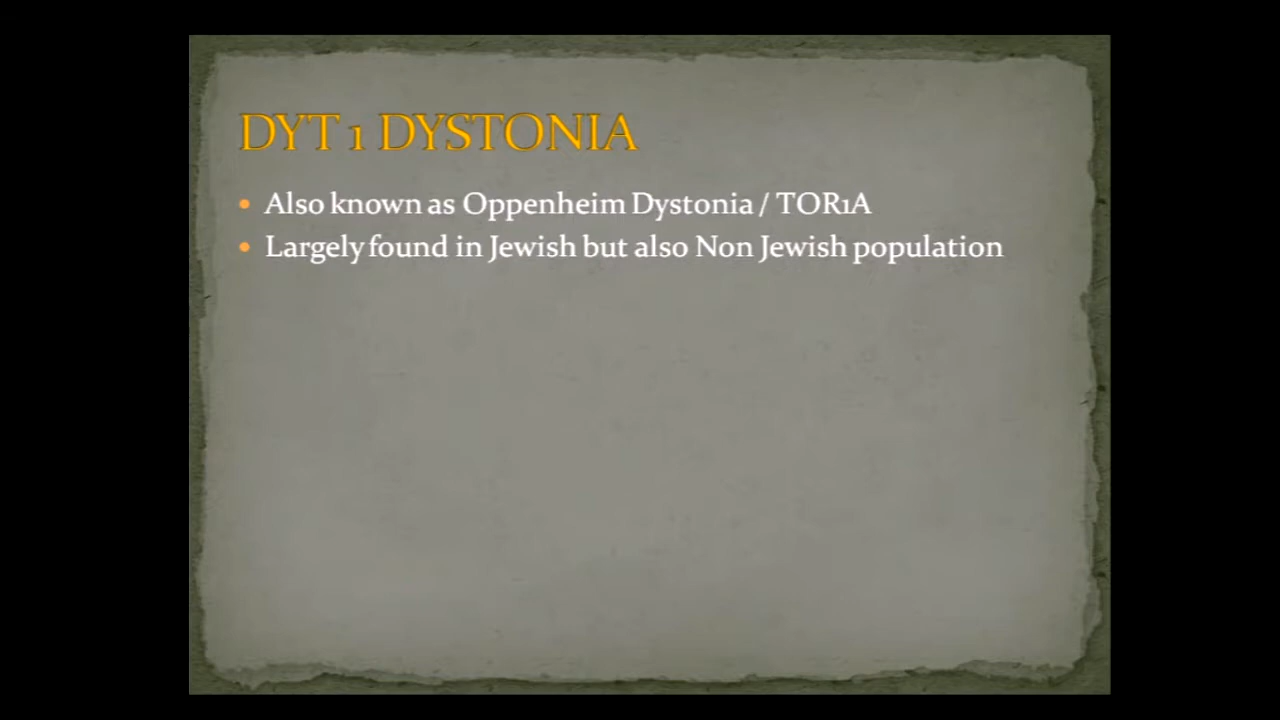 DYT 1 DYSTONIA
• Also known as Oppenheim Dystonia / TOR1A
• Largely found in Jewish but also Non Jewish population